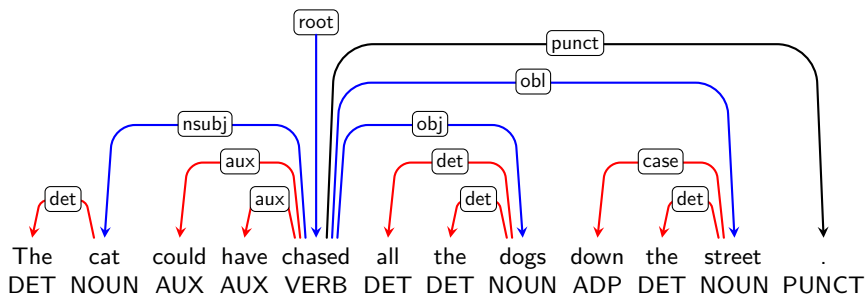 root
punct
obl
nsubj obj
aux det case
det aux det det
The cat could have chased all the dogs down the street .
DET NOUN AUX AUX VERB DET DET NOUN ADP DET NOUN PUNCT